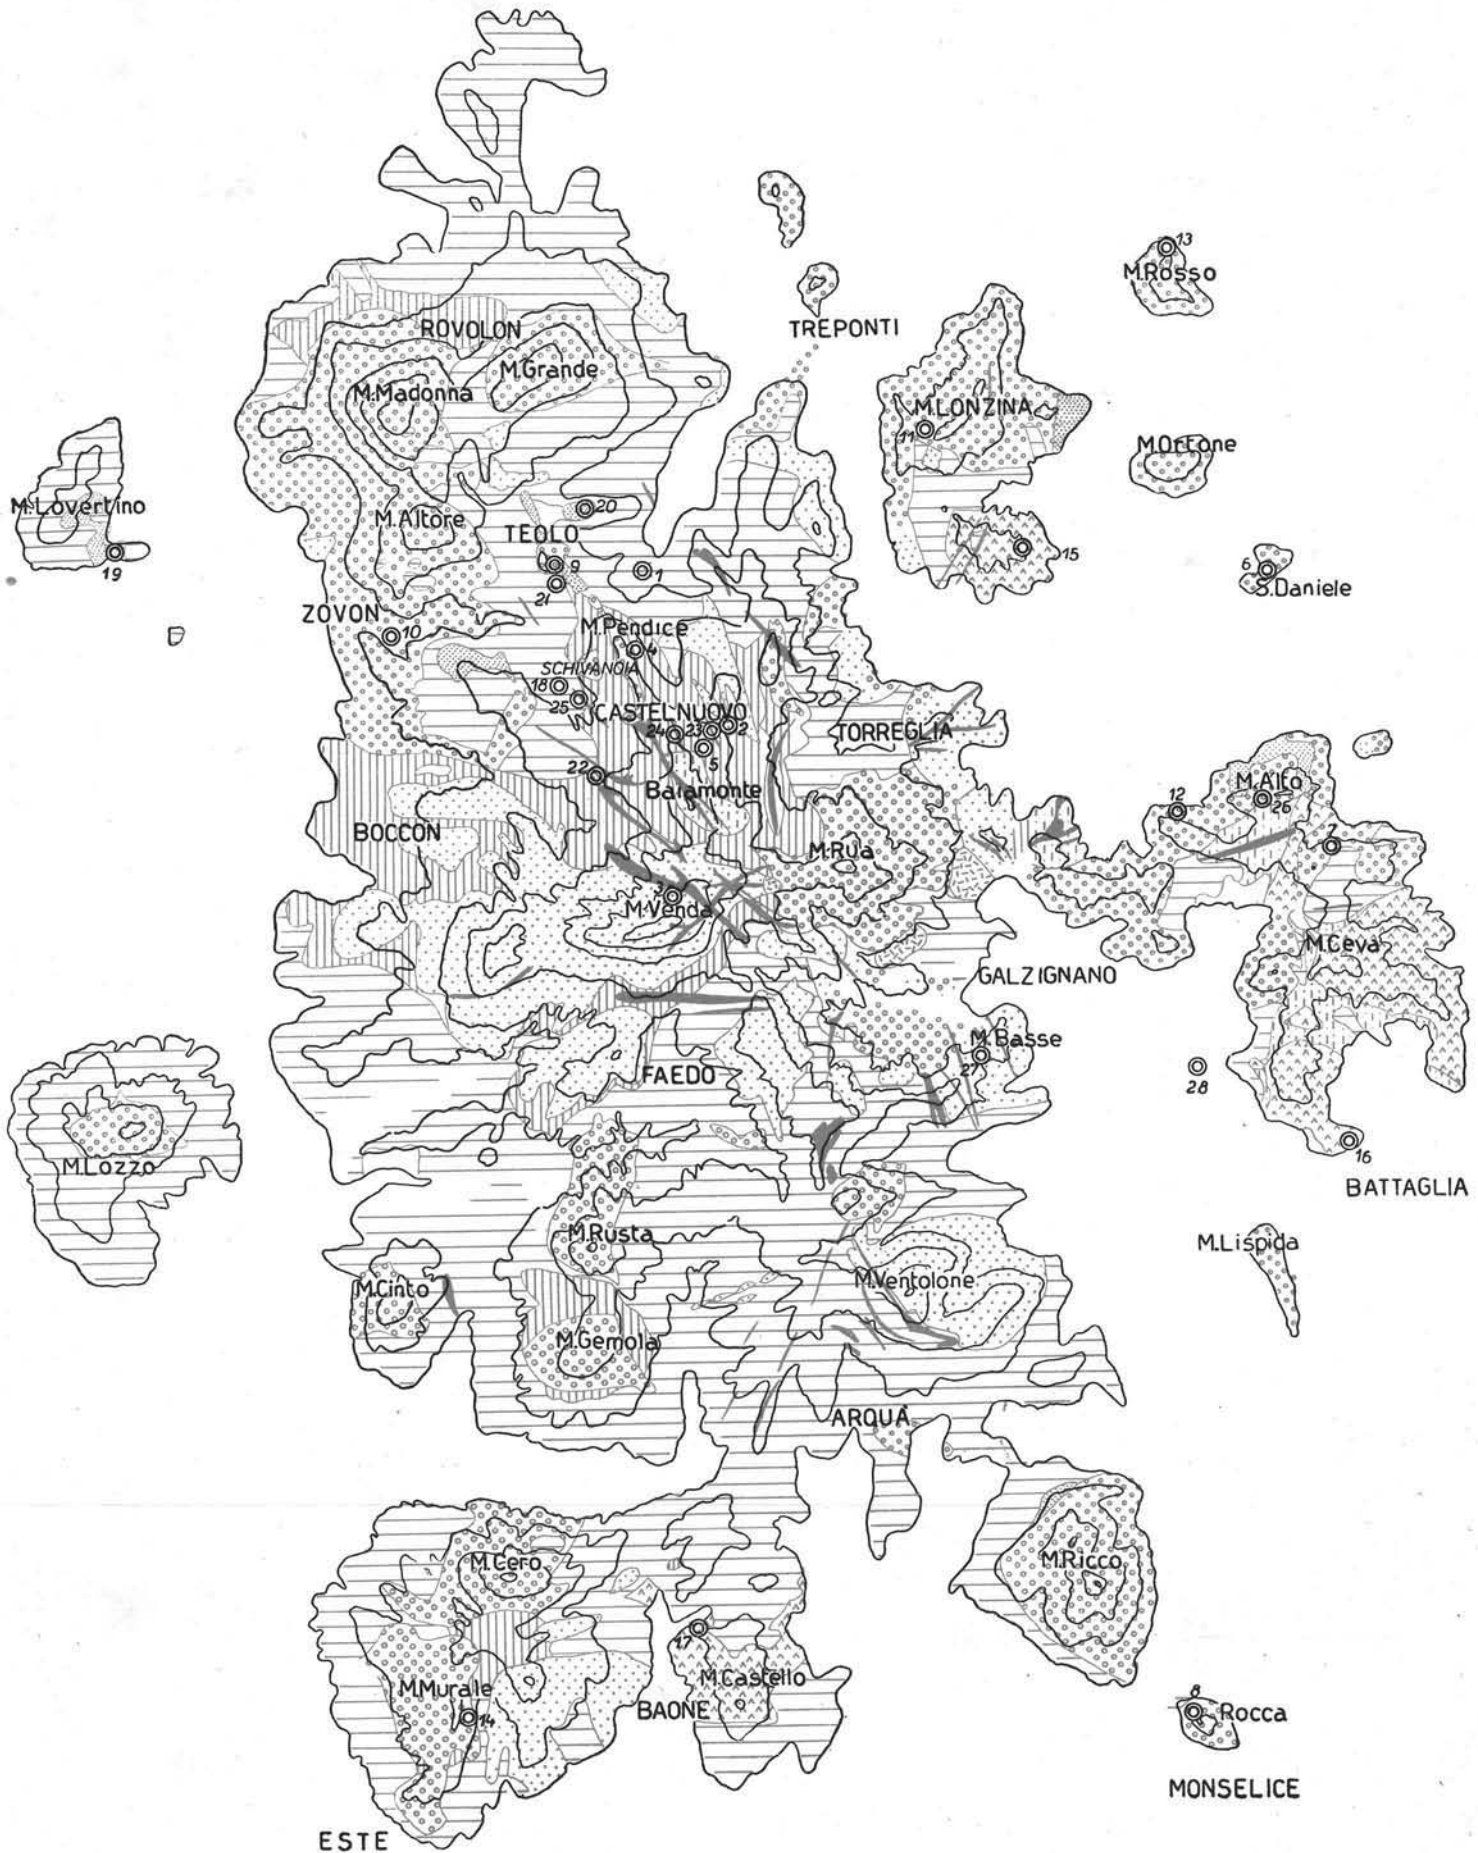 13
M.Rosso
TREPONTI
ROVOLON
M.Grande
M.Madonna
M.LONZINA
11
M.Ortone
M.Lovertino
19
M.Altore
20
TEOLO
9
1
21
15
6
S.Daniele
ZOVON
10
M.Pendice
4
SCHIVANOIA
18
25
CASTELNUOVO
24
23
2
5
TORREGLIA
22
Baiamonte
12
M.Alto
26
7
BOCCON
M.Rua
3
M.Venda
M.Ceva
GALZIGNANO
M.Basse
27
28
FAEDO
16
M.Lozzo
BATTAGLIA
M.Rusta
M.Lispida
M.Cinto
M.Ventolone
M.Gemola
ARQUÀ
M.Cero
M.Ricco
17
M.Castello
M.Murale
14
BAONE
8
Rocca
MONSELICE
ESTE